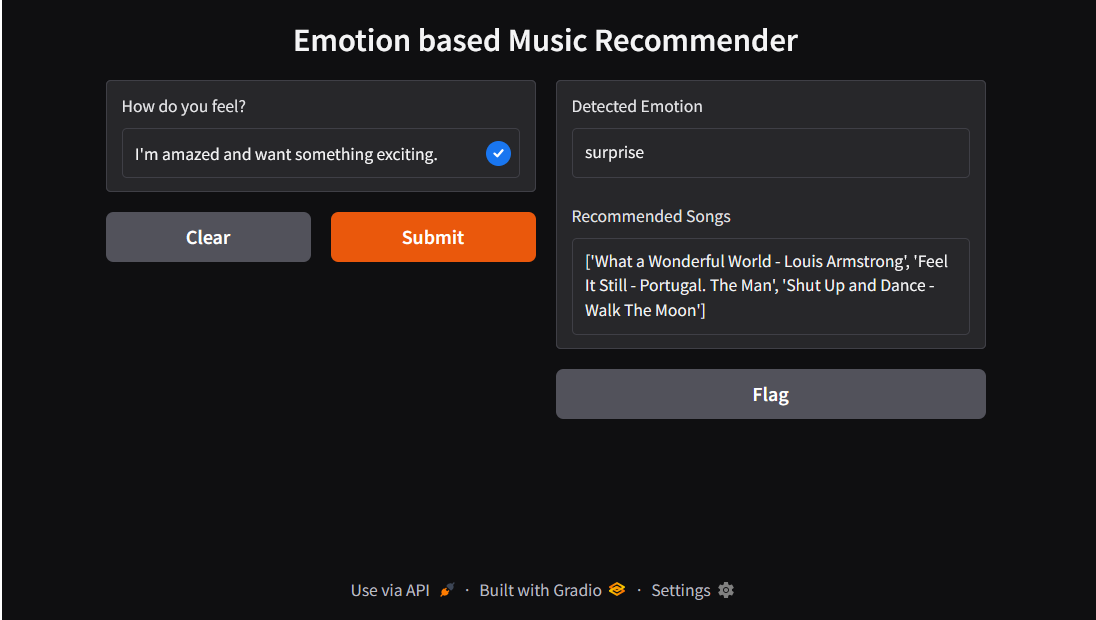 Emotion based Music Recommender
How do you feel?
I'm amazed and want something exciting.
Clear
Submit
Detected Emotion
surprise
Recommended Songs
['What a Wonderful World - Louis Armstrong', 'Feel
It Still - Portugal. The Man', 'Shut Up and Dance -
Walk The Moon']
Flag
Use via API · Built with Gradio · Settings